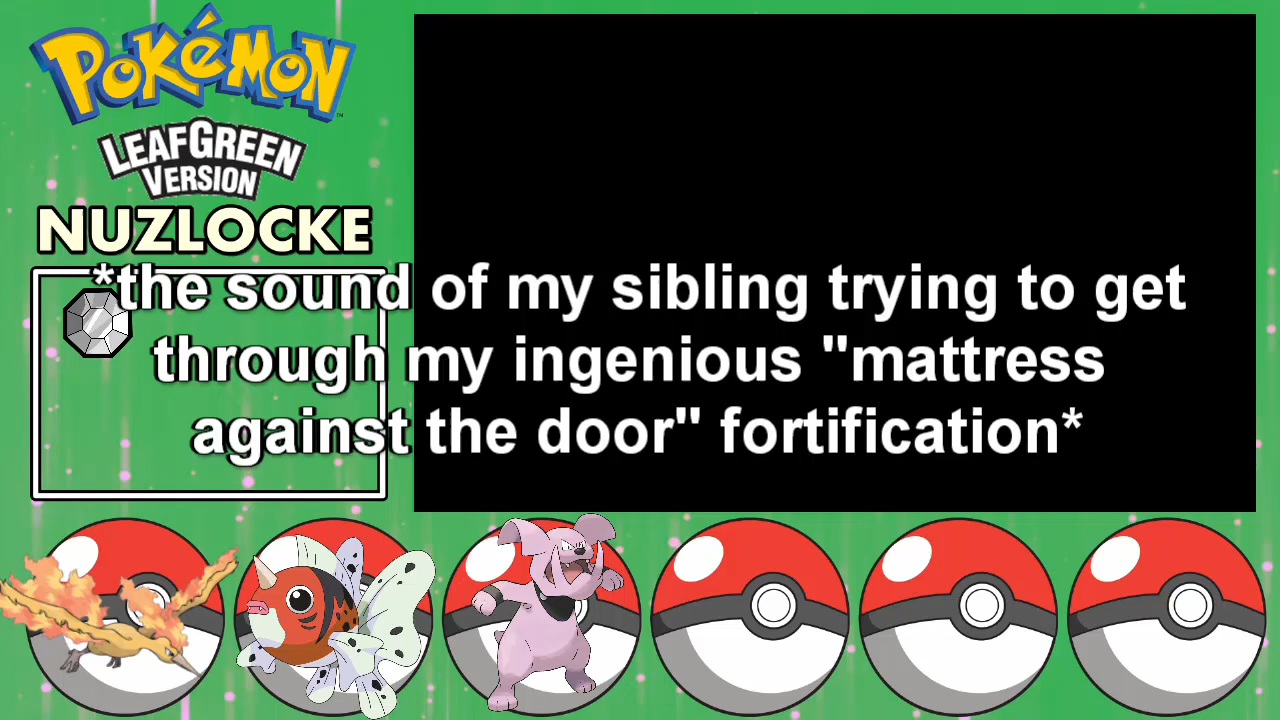 POKéMON
LEAFGREEN
VERSION
NUZLOCKE
*the sound of my sibling trying to get
through my ingenious "mattress
against the door" fortification*